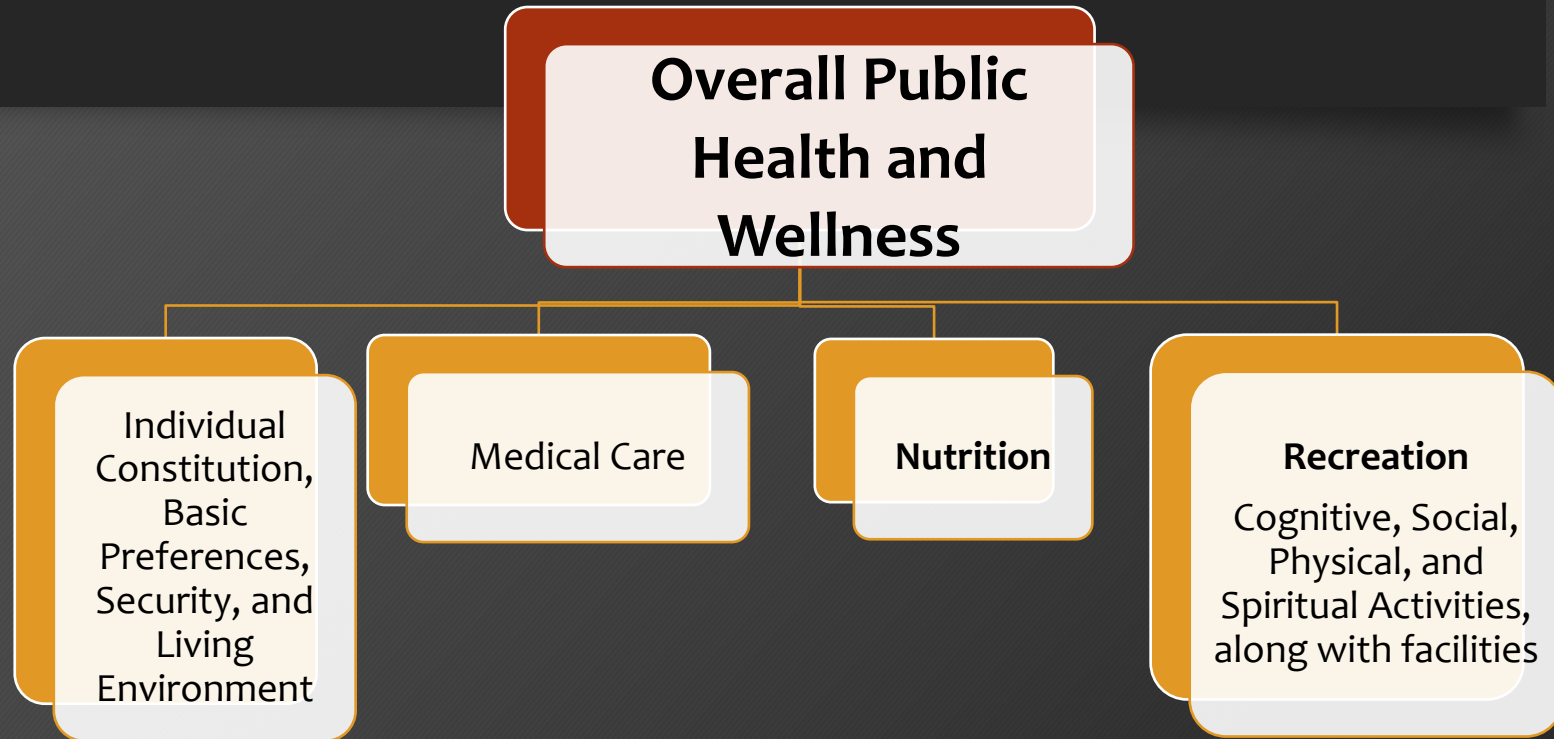 Overall Public
Health and
Wellness
Individual
Constitution,
Basic
Preferences,
Security, and
Living
Environment
Medical Care
Nutrition
Recreation
Cognitive, Social,
Physical, and
Spiritual Activities,
along with facilities